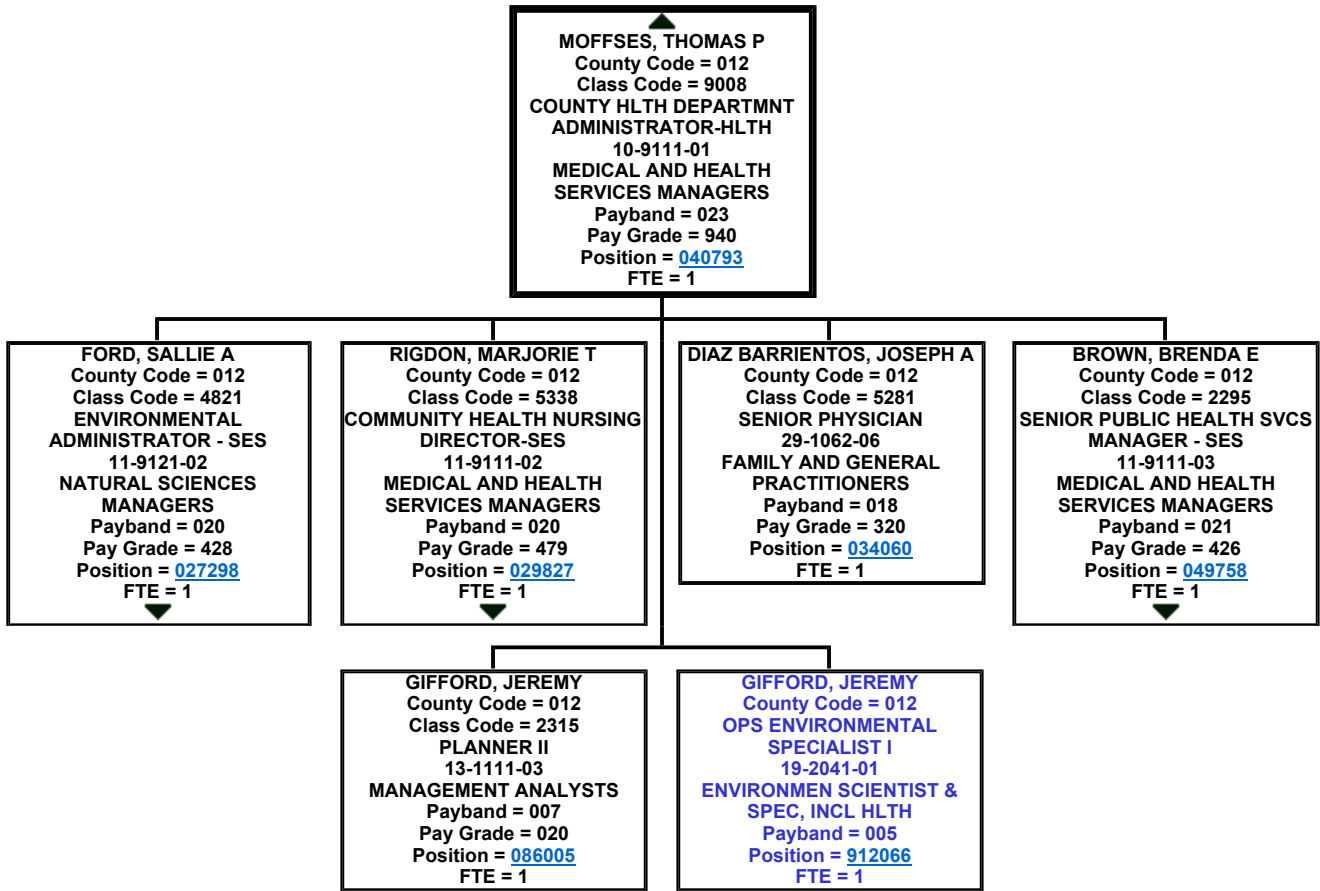 MOFFSES, THOMAS P
County Code = 012
Class Code = 9008
COUNTY HLTH DEPARTMNT
ADMINISTRATOR-HLTH
10-9111-01
MEDICAL AND HEALTH
SERVICES MANAGERS
Payband = 023
Pay Grade = 940
Position = 040793
FTE = 1
FORD, SALLIE A
County Code = 012
Class Code = 4821
ENVIRONMENTAL
ADMINISTRATOR - SES
11-9121-02
NATURAL SCIENCES
MANAGERS
Payband = 020
Pay Grade = 428
Position = 027298
FTE = 1
RIGDON, MARJORIE T
County Code = 012
Class Code = 5338
COMMUNITY HEALTH NURSING
DIRECTOR-SES
11-9111-02
MEDICAL AND HEALTH
SERVICES MANAGERS
Payband = 020
Pay Grade = 479
Position = 029827
FTE = 1
DIAZ BARRIENTOS, JOSEPH A
County Code = 012
Class Code = 5281
SENIOR PHYSICIAN
29-1062-06
FAMILY AND GENERAL
PRACTITIONERS
Payband = 018
Pay Grade = 320
Position = 034060
FTE = 1
BROWN, BRENDA E
County Code = 012
Class Code = 2295
SENIOR PUBLIC HEALTH SVCS
MANAGER - SES
11-9111-03
MEDICAL AND HEALTH
SERVICES MANAGERS
Payband = 021
Pay Grade = 426
Position = 049758
FTE = 1
GIFFORD, JEREMY
County Code = 012
Class Code = 2315
PLANNER II
13-1111-03
MANAGEMENT ANALYSTS
Payband = 007
Pay Grade = 020
Position = 086005
FTE = 1
GIFFORD, JEREMY
County Code = 012
OPS ENVIRONMENTAL
SPECIALIST I
19-2041-01
ENVIRONMEN SCIENTIST &
SPEC, INCL HLTH
Payband = 005
Position = 912066
FTE = 1